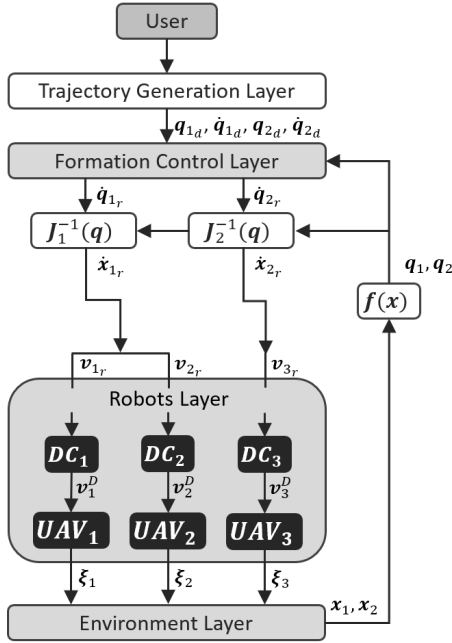 User
Trajectory Generation Layer
q₁d, q̇₁d, q₂d, q̇₂d
Formation Control Layer
q̇₁r q̇₂r
J₁⁻¹(q) J₂⁻¹(q)
ẋ₁r ẋ₂r
q₁, q₂
f(x)
v₁r v₂r v₃r
Robots Layer
DC₁ DC₂ DC₃
v₁ᴰ v₂ᴰ v₃ᴰ
UAV₁ UAV₂ UAV₃
ξ₁ ξ₂ ξ₃
x₁, x₂
Environment Layer